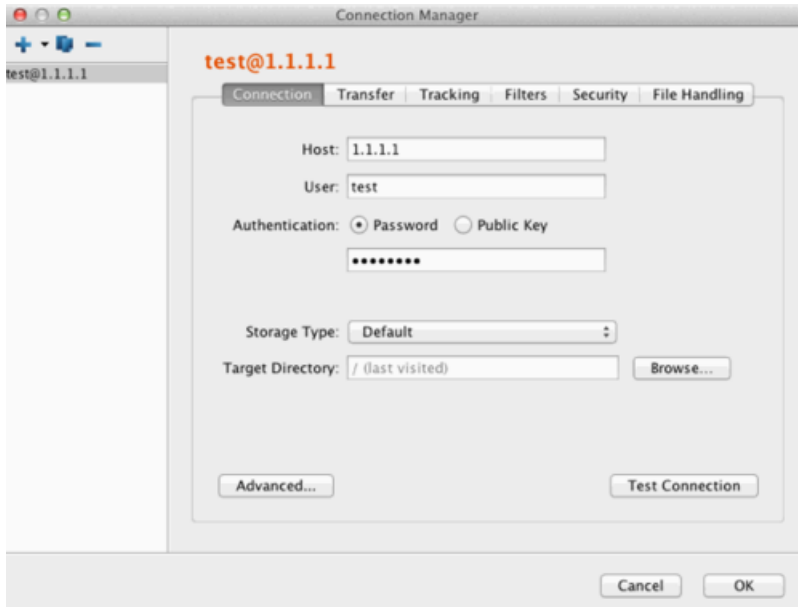 Connection Manager
test@1.1.1.1
test@1.1.1.1
Connection Transfer Tracking Filters Security File Handling
Host: 1.1.1.1
User: test
Authentication: Password Public Key
••••••••
Storage Type: Default
Target Directory: / (last visited) Browse...
Advanced... Test Connection
Cancel OK